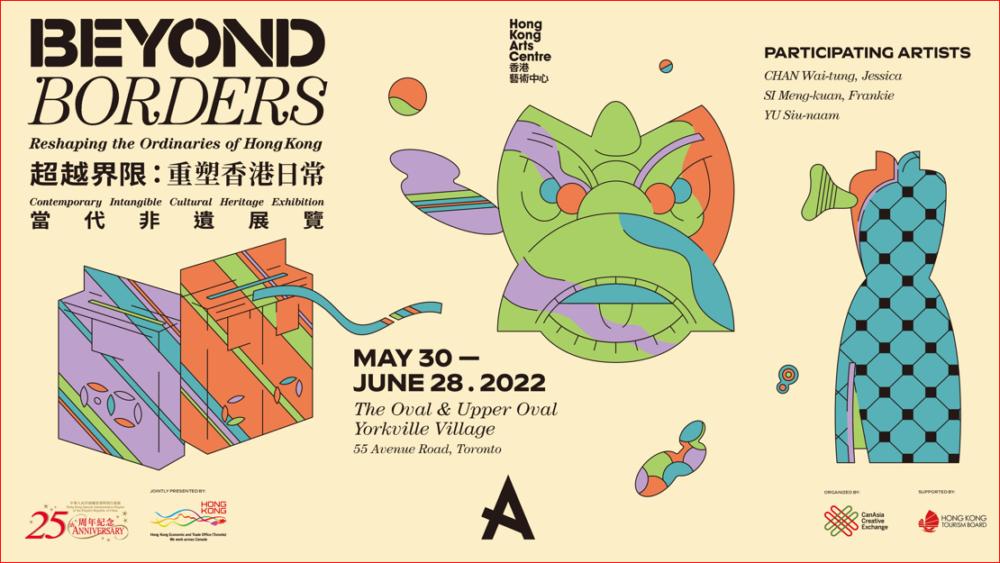 BEYOND
BORDERS
Reshaping the Ordinaries of Hong Kong
超越界限：重塑香港日常
Contemporary Intangible Cultural Heritage Exhibition
當代非遺展覽
Hong
Kong
Arts
Centre
香港
藝術中心
PARTICIPATING ARTISTS
CHAN Wai-tung, Jessica
SI Meng-kuan, Frankie
YU Siu-naam
MAY 30 —
JUNE 28 . 2022
The Oval & Upper Oval
Yorkville Village
55 Avenue Road, Toronto
中華人民共和國香港特別行政區成立
Hong Kong Special Administrative Region
of the People's Republic of China
25th 周年紀念
ANNIVERSARY
JOINTLY PRESENTED BY:
HONG
KONG
Hong Kong Economic and Trade Office (Toronto)
We work across Canada
A
ORGANIZED BY:
CanAsia
Creative
Exchange
SUPPORTED BY:
HONG KONG
TOURISM BOARD